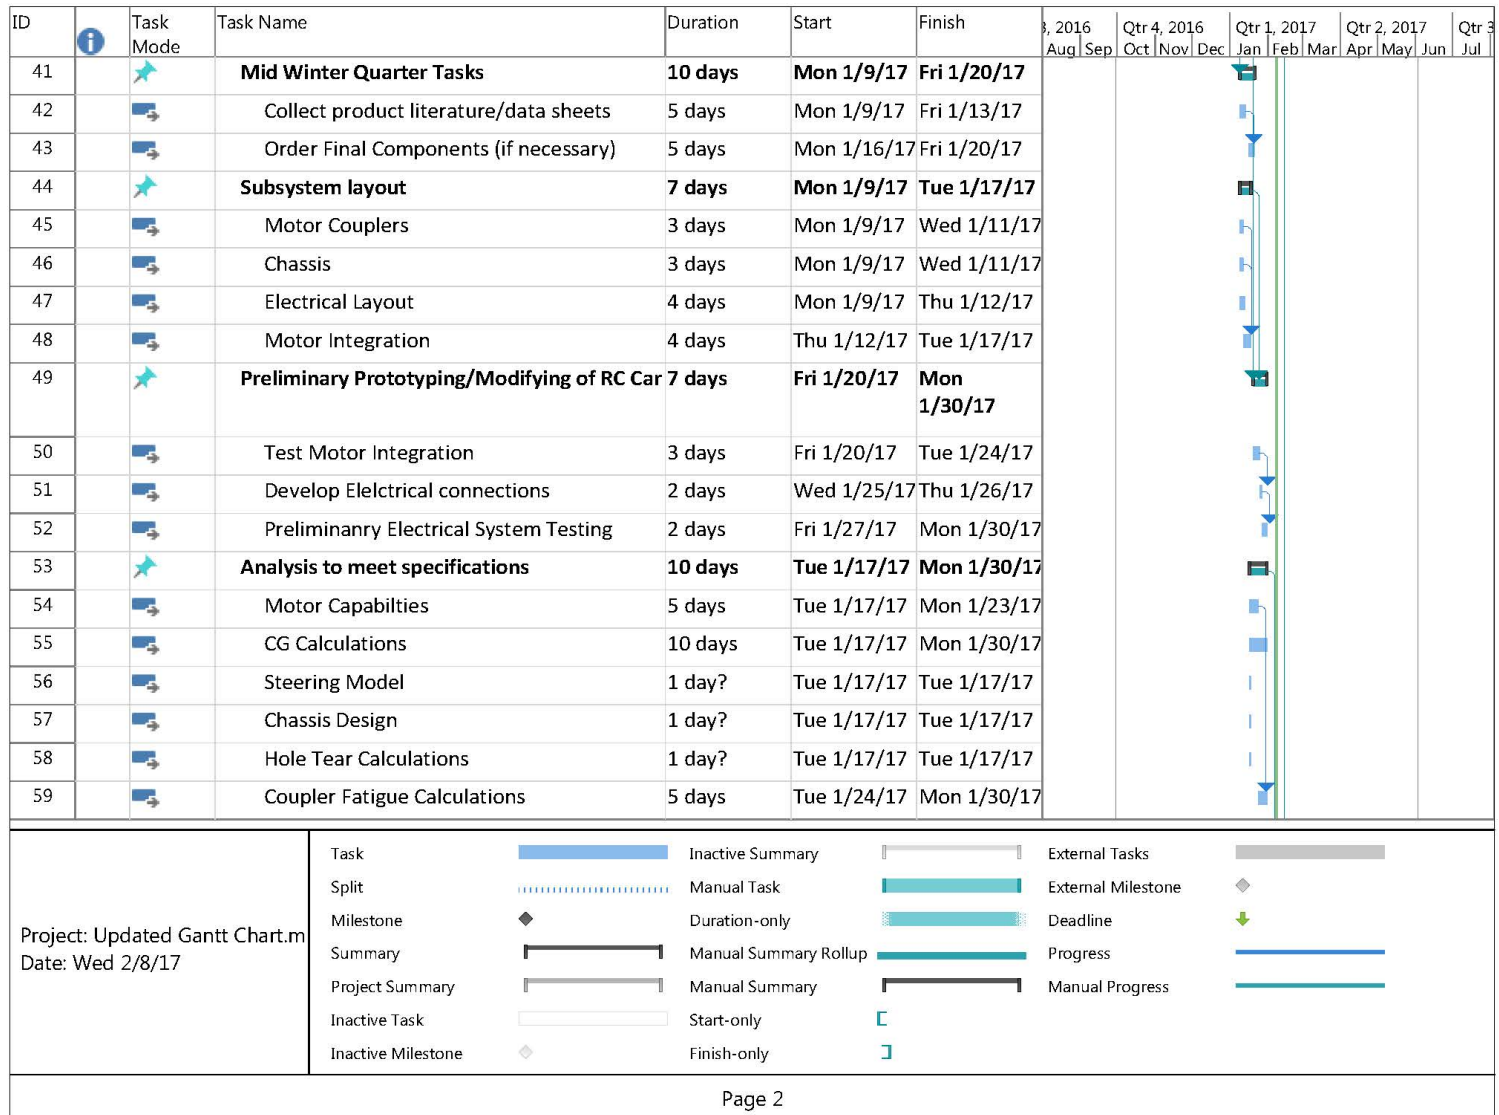 ID Task Mode Task Name Duration Start Finish
3, 2016 Qtr 4, 2016 Qtr 1, 2017 Qtr 2, 2017 Qtr 3
Aug Sep Oct Nov Dec Jan Feb Mar Apr May Jun Jul
41 Mid Winter Quarter Tasks 10 days Mon 1/9/17 Fri 1/20/17
42 Collect product literature/data sheets 5 days Mon 1/9/17 Fri 1/13/17
43 Order Final Components (if necessary) 5 days Mon 1/16/17 Fri 1/20/17
44 Subsystem layout 7 days Mon 1/9/17 Tue 1/17/17
45 Motor Couplers 3 days Mon 1/9/17 Wed 1/11/17
46 Chassis 3 days Mon 1/9/17 Wed 1/11/17
47 Electrical Layout 4 days Mon 1/9/17 Thu 1/12/17
48 Motor Integration 4 days Thu 1/12/17 Tue 1/17/17
49 Preliminary Prototyping/Modifying of RC Car 7 days Fri 1/20/17 Mon
1/30/17
50 Test Motor Integration 3 days Fri 1/20/17 Tue 1/24/17
51 Develop Elelctrical connections 2 days Wed 1/25/17 Thu 1/26/17
52 Preliminanry Electrical System Testing 2 days Fri 1/27/17 Mon 1/30/17
53 Analysis to meet specifications 10 days Tue 1/17/17 Mon 1/30/17
54 Motor Capabilties 5 days Tue 1/17/17 Mon 1/23/17
55 CG Calculations 10 days Tue 1/17/17 Mon 1/30/17
56 Steering Model 1 day? Tue 1/17/17 Tue 1/17/17
57 Chassis Design 1 day? Tue 1/17/17 Tue 1/17/17
58 Hole Tear Calculations 1 day? Tue 1/17/17 Tue 1/17/17
59 Coupler Fatigue Calculations 5 days Tue 1/24/17 Mon 1/30/17
Project: Updated Gantt Chart.m
Date: Wed 2/8/17
Task
Split
Milestone
Summary
Project Summary
Inactive Task
Inactive Milestone
Inactive Summary
Manual Task
Duration-only
Manual Summary Rollup
Manual Summary
Start-only
Finish-only
External Tasks
External Milestone
Deadline
Progress
Manual Progress
Page 2